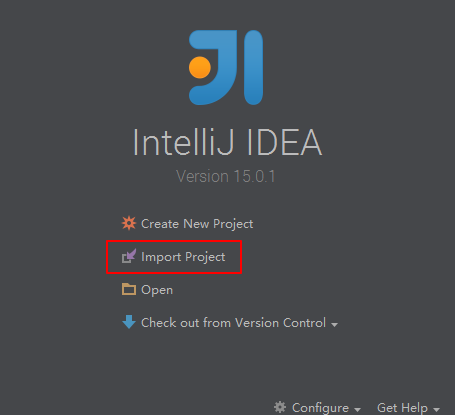 IntelliJ IDEA
Version 15.0.1
Create New Project
Import Project
Open
Check out from Version Control
Configure Get Help